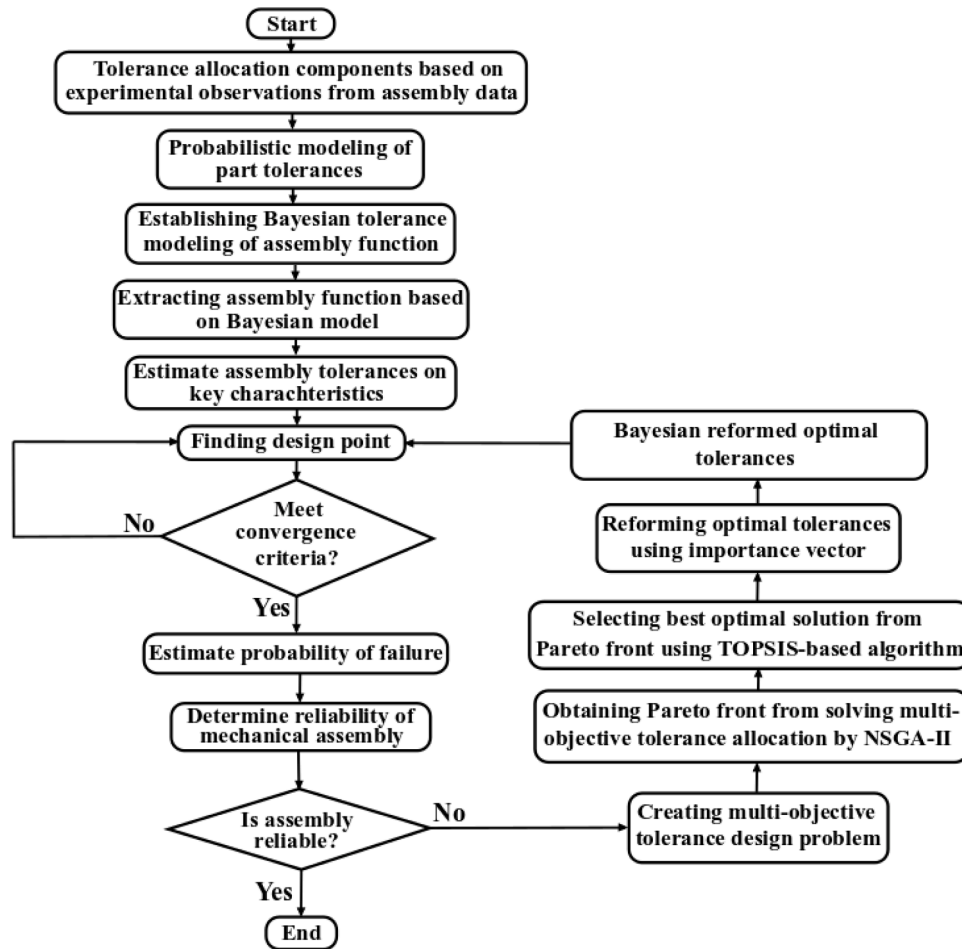 Start
Tolerance allocation components based on
experimental observations from assembly data
Probabilistic modeling of
part tolerances
Establishing Bayesian tolerance
modeling of assembly function
Extracting assembly function based
on Bayesian model
Estimate assembly tolerances on
key charachteristics
Finding design point
Meet
convergence
criteria?
No
Yes
Estimate probability of failure
Determine reliability of
mechanical assembly
Is assembly
reliable?
No
Yes
End
Creating multi-objective
tolerance design problem
Obtaining Pareto front from solving multi-
objective tolerance allocation by NSGA-II
Selecting best optimal solution from
Pareto front using TOPSIS-based algorithm
Reforming optimal tolerances
using importance vector
Bayesian reformed optimal
tolerances